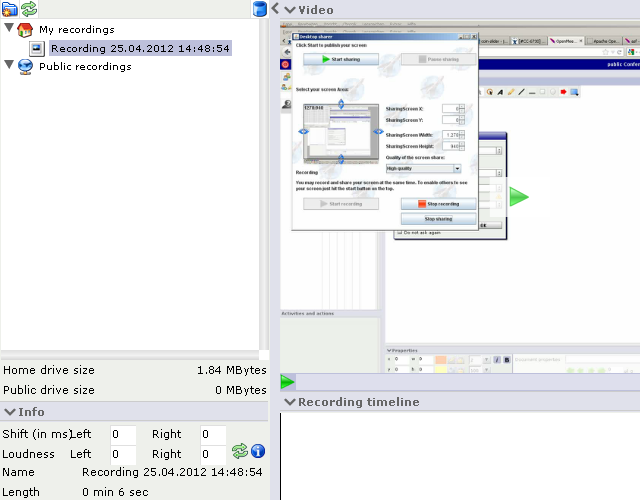 My recordings
Recording 25.04.2012 14:48:54
Public recordings
Home drive size 1.84 MBytes
Public drive size 0 MBytes
Info
Shift (in ms) Left 0 Right 0
Loudness Left 0 Right 0
Name Recording 25.04.2012 14:48:54
Length 0 min 6 sec
Video
Desktop sharer
Click Start to publish your screen:
Start sharing Pause sharing
Select your screen Area:
SharingScreen X: 0
SharingScreen Y: 0
SharingScreen Width: 1,278
SharingScreen Height: 940
Quality of the screen share:
High quality
Recording
You may record and share your screen at the same time. To enable others to see
your screen just hit the start button on the top.
Start recording Stop recording
Stop sharing
public Confere
OK
Do not ask again
Activities and actions
Properties
Recording timeline